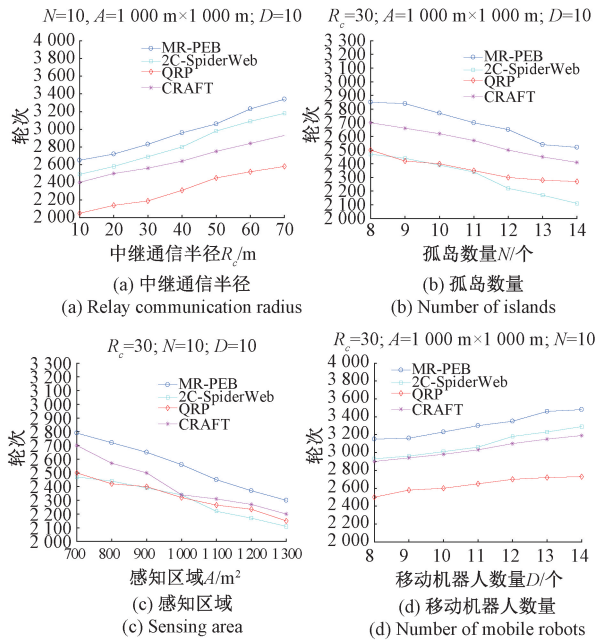 N=10, A=1 000 m×1 000 m; D=10
4 000
3 800
3 600
3 400
3 200
3 000
2 800
2 600
2 400
2 200
2 000
轮次
MR-PEB
2C-SpiderWeb
QRP
CRAFT
10 20 30 40 50 60 70
中继通信半径Rc/m
(a) 中继通信半径
(a) Relay communication radius
Rc=30; A=1 000 m×1 000 m; D=10
3 300
3 200
3 100
3 000
2 900
2 800
2 700
2 600
2 500
2 400
2 300
2 200
2 100
2 000
轮次
MR-PEB
2C-SpiderWeb
QRP
CRAFT
8 9 10 11 12 13 14
孤岛数量N/个
(b) 孤岛数量
(b) Number of islands
Rc=30; N=10; D=10
3 300
3 200
3 100
3 000
2 900
2 800
2 700
2 600
2 500
2 400
2 300
2 200
2 100
2 000
轮次
MR-PEB
2C-SpiderWeb
QRP
CRAFT
700 800 900 1000 1100 1200 1 300
感知区域A/m²
(c) 感知区域
(c) Sensing area
Rc=30; A=1 000 m×1 000 m, N=10
4 000
3 800
3 600
3 400
3 200
3 000
2 800
2 600
2 400
2 200
2 000
轮次
MR-PEB
2C-SpiderWeb
QRP
CRAFT
8 9 10 11 12 13 14
移动机器人数量D/个
(d) 移动机器人数量
(d) Number of mobile robots